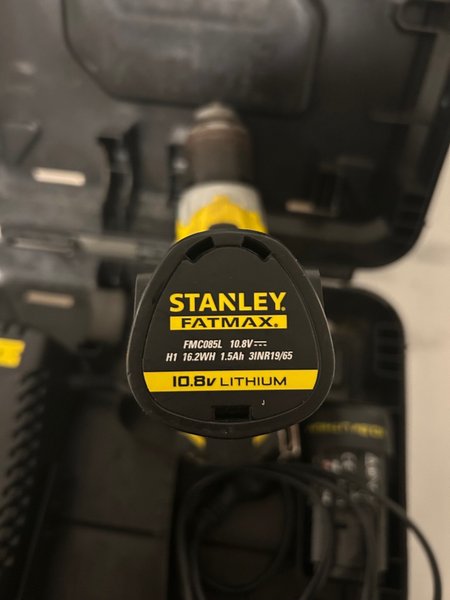 STANLEY.
FATMAX.
FMC085L 10.8V⎓
H1 16.2WH 1.5Ah 3INR19/65
10.8V LITHIUM
J